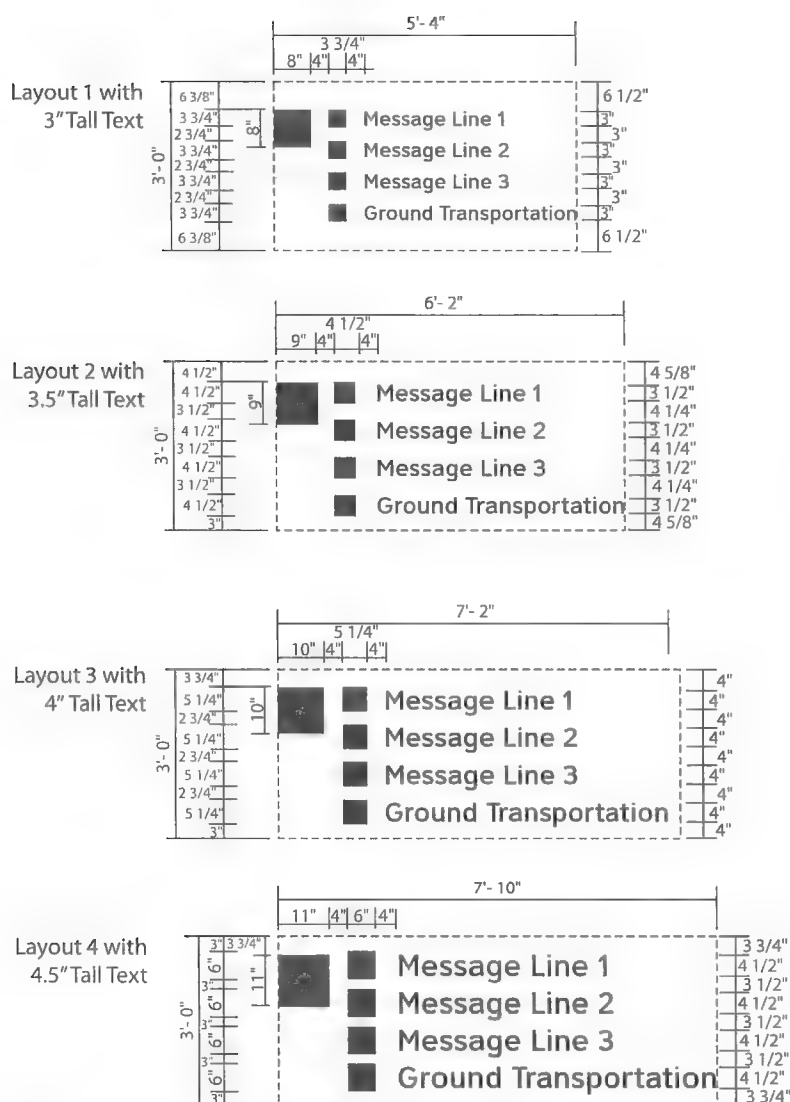 5'- 4"
3 3/4"
8" 4" 4"
Layout 1 with
3" Tall Text
3'- 0"
6 3/8"
3 3/4"
2 3/4"
3 3/4"
2 3/4"
3 3/4"
2 3/4"
3 3/4"
6 3/8"
8"
Message Line 1
Message Line 2
Message Line 3
Ground Transportation
6 1/2"
3"
3"
3"
3"
3"
3"
3"
6 1/2"
6'- 2"
4 1/2"
9" 4" 4"
Layout 2 with
3.5" Tall Text
3'- 0"
4 1/2"
4 1/2"
3 1/2"
4 1/2"
3 1/2"
4 1/2"
3 1/2"
4 1/2"
3"
9"
Message Line 1
Message Line 2
Message Line 3
Ground Transportation
4 5/8"
3 1/2"
4 1/4"
3 1/2"
4 1/4"
3 1/2"
4 1/4"
3 1/2"
4 5/8"
7'- 2"
5 1/4"
10" 4" 4"
Layout 3 with
4" Tall Text
3'- 0"
3 3/4"
5 1/4"
2 3/4"
5 1/4"
2 3/4"
5 1/4"
2 3/4"
5 1/4"
3"
10"
Message Line 1
Message Line 2
Message Line 3
Ground Transportation
4"
4"
4"
4"
4"
4"
4"
4"
4"
7'- 10"
11" 4" 6" 4"
Layout 4 with
4.5" Tall Text
3'- 0"
3" 3 3/4"
6"
3"
6"
3"
6"
3"
6"
3"
11"
Message Line 1
Message Line 2
Message Line 3
Ground Transportation
3 3/4"
4 1/2"
3 1/2"
4 1/2"
3 1/2"
4 1/2"
3 1/2"
4 1/2"
3 3/4"